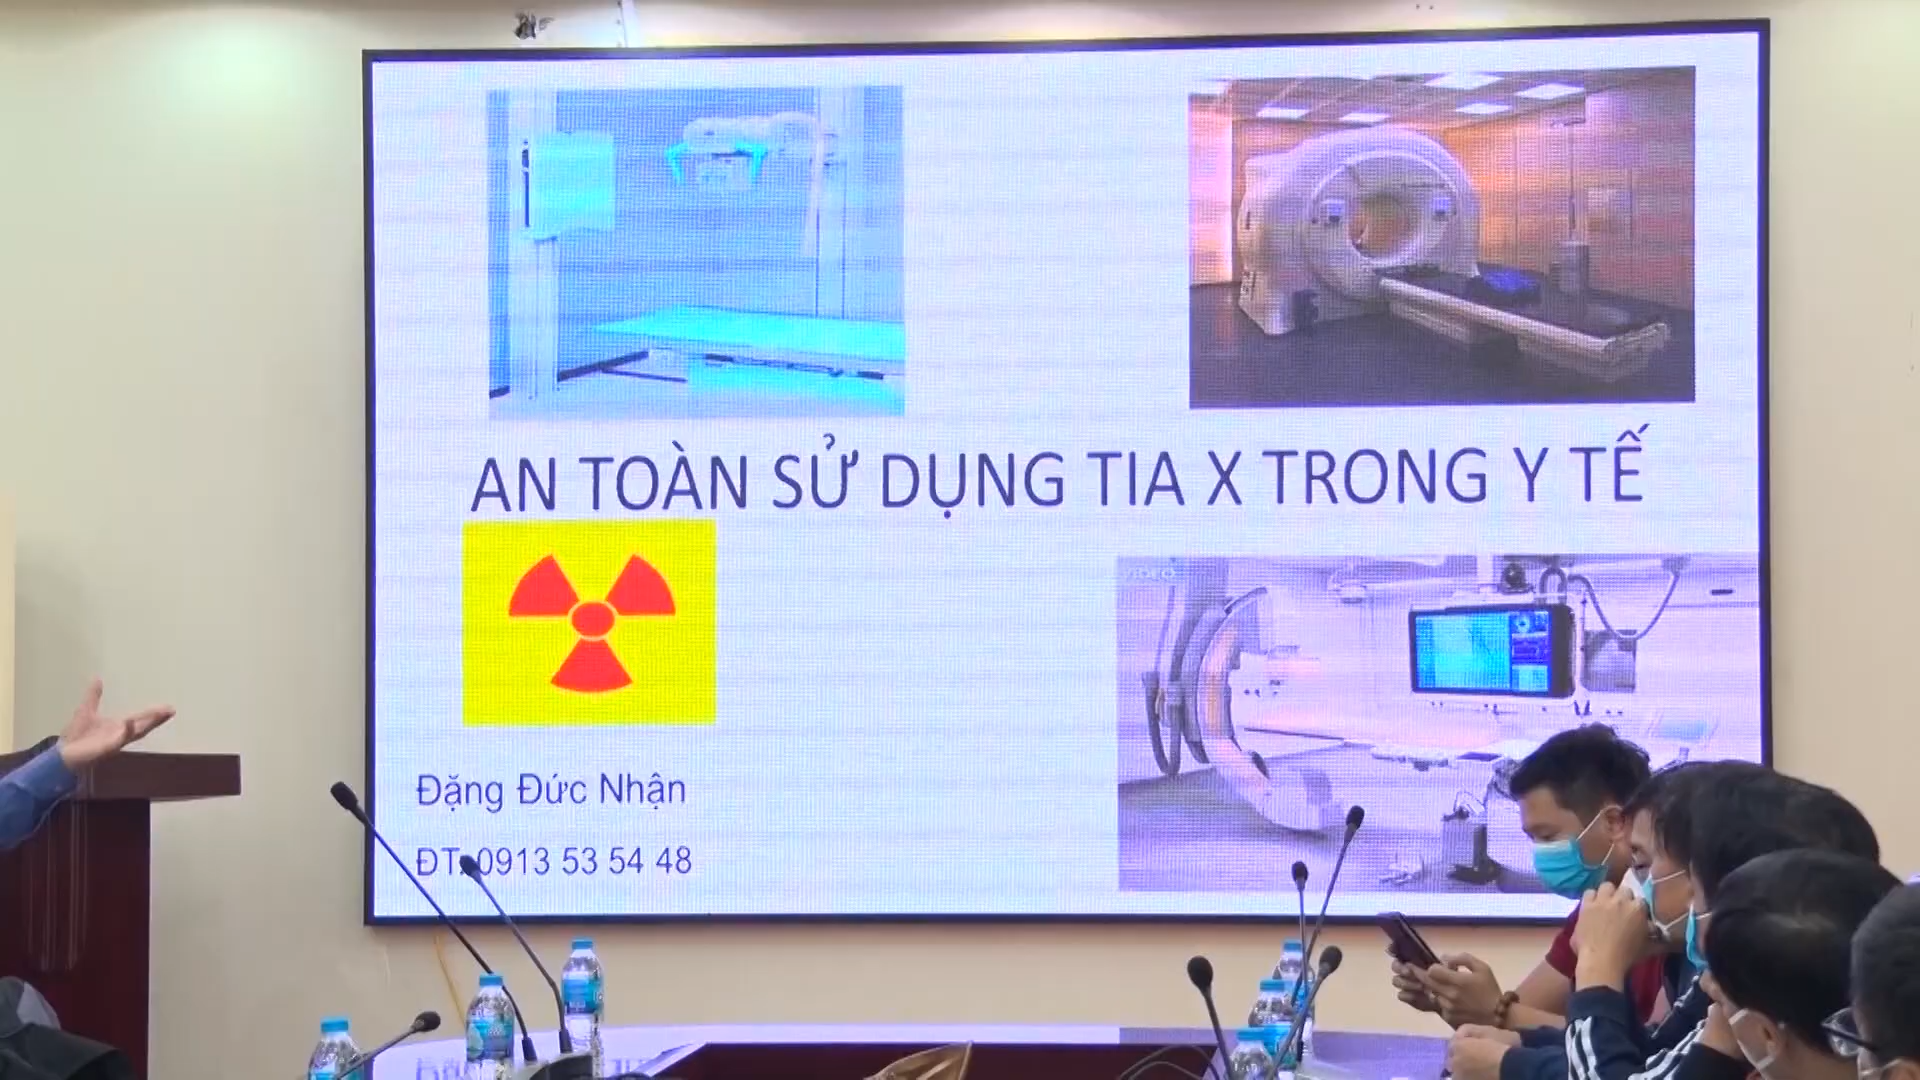 AN TOÀN SỬ DỤNG TIA X TRONG Y TẾ
Đặng Đức Nhận
ĐT: 0913 53 54 48